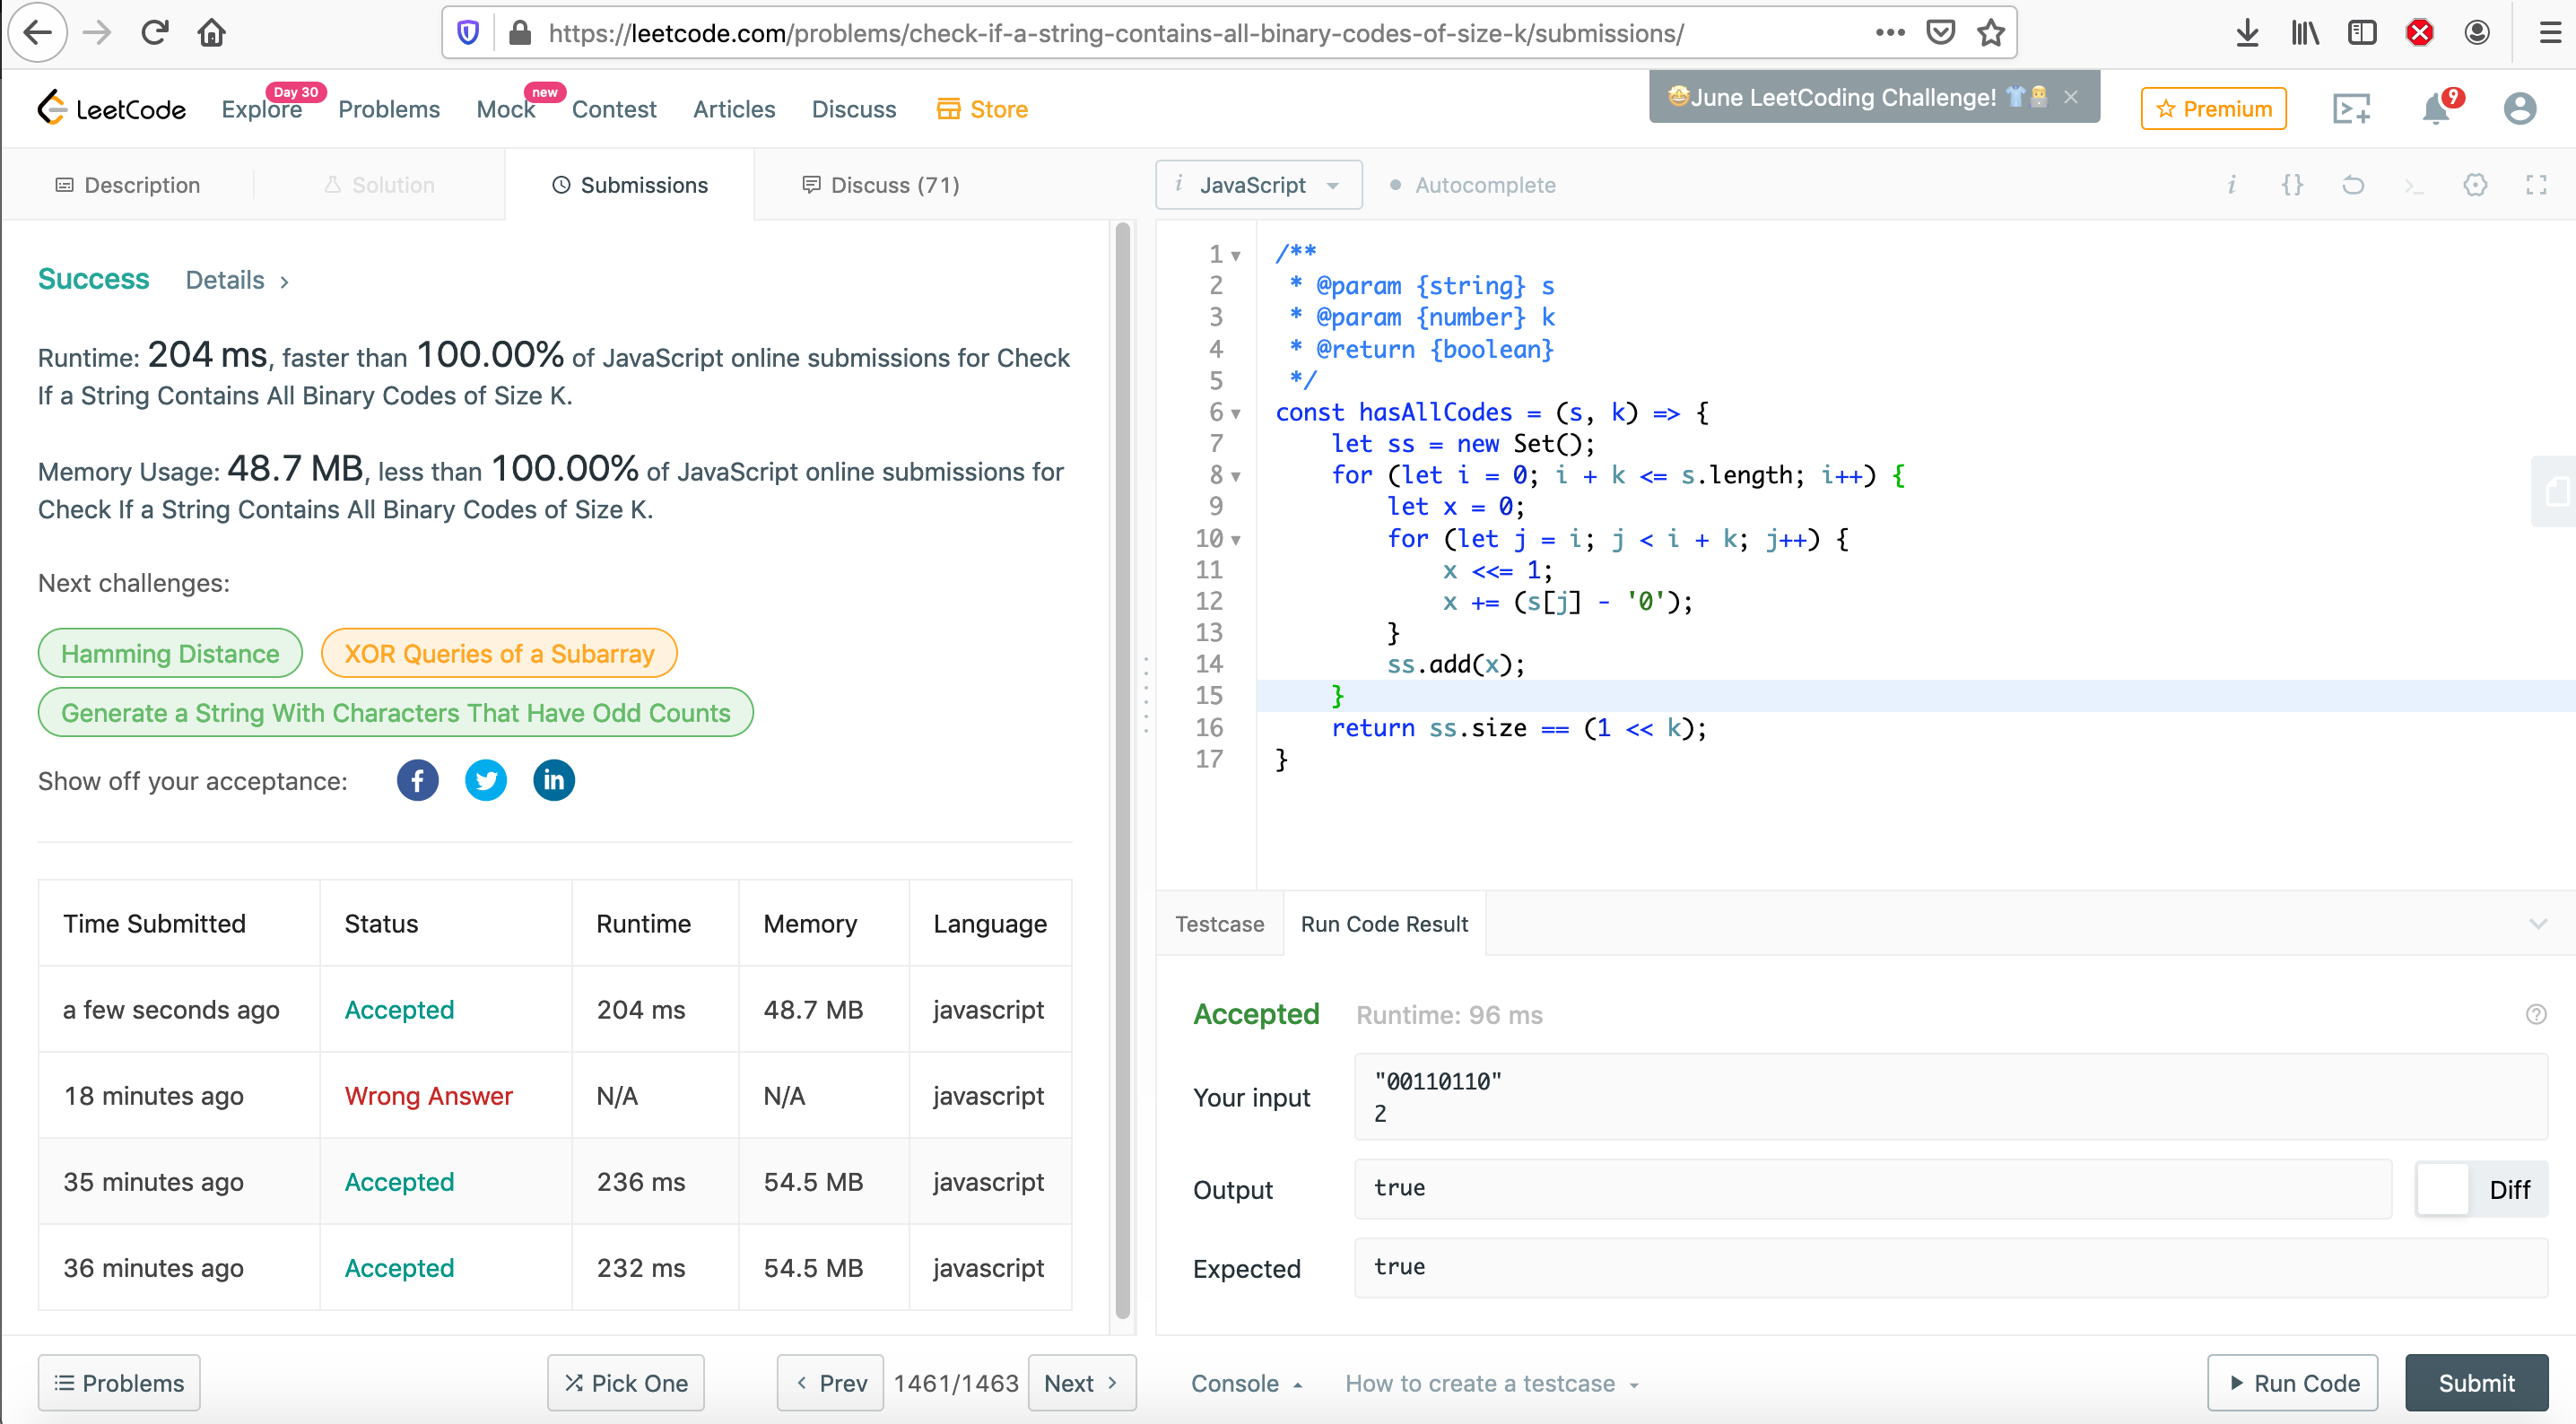 https://leetcode.com/problems/check-if-a-string-contains-all-binary-codes-of-size-k/submissions/
LeetCode Explore Day 30 Problems Mock new Contest Articles Discuss Store
🤩June LeetCoding Challenge! 👕👩‍💻 × Premium 9
Description Solution Submissions Discuss (71)
Success Details >
Runtime: 204 ms, faster than 100.00% of JavaScript online submissions for Check
If a String Contains All Binary Codes of Size K.
Memory Usage: 48.7 MB, less than 100.00% of JavaScript online submissions for
Check If a String Contains All Binary Codes of Size K.
Next challenges:
Hamming Distance XOR Queries of a Subarray
Generate a String With Characters That Have Odd Counts
Show off your acceptance: f in
Time Submitted Status Runtime Memory Language
a few seconds ago Accepted 204 ms 48.7 MB javascript
18 minutes ago Wrong Answer N/A N/A javascript
35 minutes ago Accepted 236 ms 54.5 MB javascript
36 minutes ago Accepted 232 ms 54.5 MB javascript
Problems Pick One < Prev 1461/1463 Next >
i JavaScript Autocomplete i {} >_
1 /**
2  * @param {string} s
3  * @param {number} k
4  * @return {boolean}
5  */
6 const hasAllCodes = (s, k) => {
7     let ss = new Set();
8     for (let i = 0; i + k <= s.length; i++) {
9         let x = 0;
10         for (let j = i; j < i + k; j++) {
11             x <<= 1;
12             x += (s[j] - '0');
13         }
14         ss.add(x);
15     }
16     return ss.size == (1 << k);
17 }
Testcase Run Code Result
Accepted Runtime: 96 ms ?
Your input
"00110110"
2
Output true Diff
Expected true
Console How to create a testcase Run Code Submit